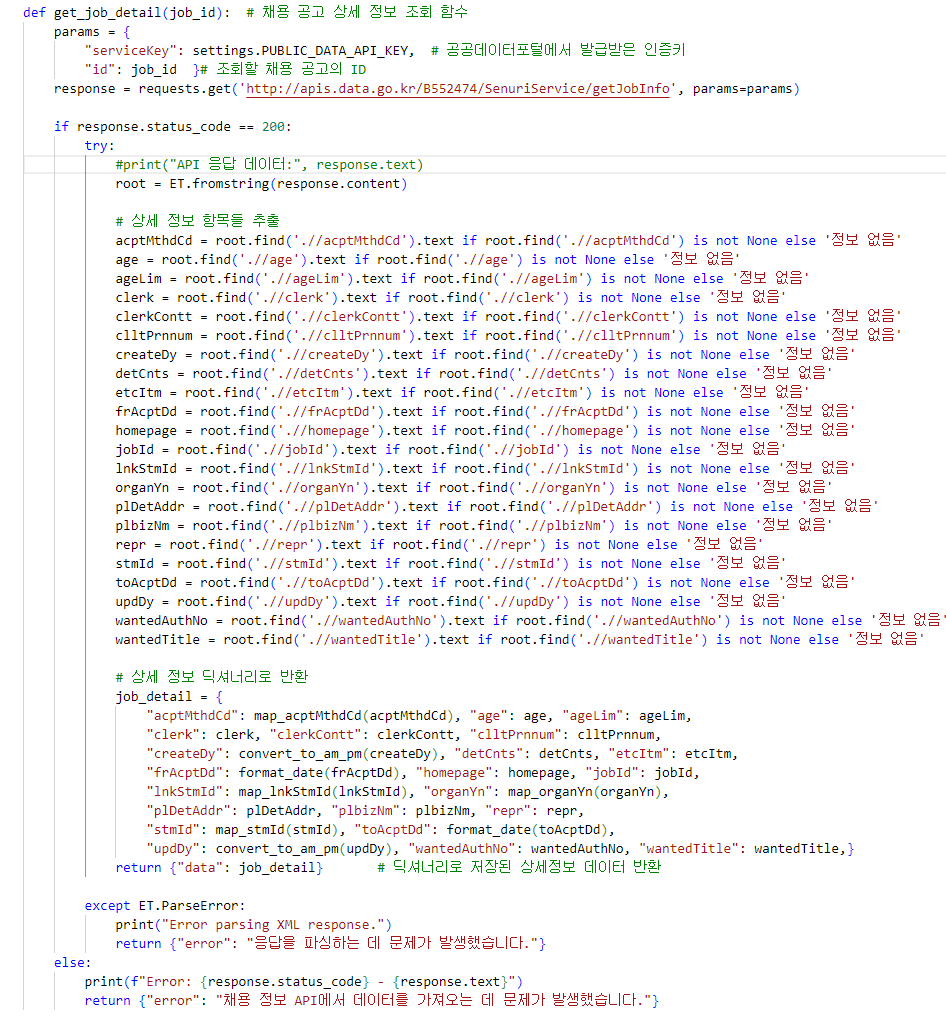 def get_job_detail(job_id):  # 채용 공고 상세 정보 조회 함수
    params = {
        "serviceKey": settings.PUBLIC_DATA_API_KEY,  # 공공데이터포털에서 발급받은 인증키
        "id": job_id  }# 조회할 채용 공고의 ID
    response = requests.get('http://apis.data.go.kr/B552474/SenuriService/getJobInfo', params=params)

    if response.status_code == 200:
        try:
            #print("API 응답 데이터:", response.text)
            root = ET.fromstring(response.content)

            # 상세 정보 항목들 추출
            acptMthdCd = root.find('.//acptMthdCd').text if root.find('.//acptMthdCd') is not None else '정보 없음'
            age = root.find('.//age').text if root.find('.//age') is not None else '정보 없음'
            ageLim = root.find('.//ageLim').text if root.find('.//ageLim') is not None else '정보 없음'
            clerk = root.find('.//clerk').text if root.find('.//clerk') is not None else '정보 없음'
            clerkContt = root.find('.//clerkContt').text if root.find('.//clerkContt') is not None else '정보 없음'
            clltPrnnum = root.find('.//clltPrnnum').text if root.find('.//clltPrnnum') is not None else '정보 없음'
            createDy = root.find('.//createDy').text if root.find('.//createDy') is not None else '정보 없음'
            detCnts = root.find('.//detCnts').text if root.find('.//detCnts') is not None else '정보 없음'
            etcItm = root.find('.//etcItm').text if root.find('.//etcItm') is not None else '정보 없음'
            frAcptDd = root.find('.//frAcptDd').text if root.find('.//frAcptDd') is not None else '정보 없음'
            homepage = root.find('.//homepage').text if root.find('.//homepage') is not None else '정보 없음'
            jobId = root.find('.//jobId').text if root.find('.//jobId') is not None else '정보 없음'
            lnkStmId = root.find('.//lnkStmId').text if root.find('.//lnkStmId') is not None else '정보 없음'
            organYn = root.find('.//organYn').text if root.find('.//organYn') is not None else '정보 없음'
            plDetAddr = root.find('.//plDetAddr').text if root.find('.//plDetAddr') is not None else '정보 없음'
            plbizNm = root.find('.//plbizNm').text if root.find('.//plbizNm') is not None else '정보 없음'
            repr = root.find('.//repr').text if root.find('.//repr') is not None else '정보 없음'
            stmId = root.find('.//stmId').text if root.find('.//stmId') is not None else '정보 없음'
            toAcptDd = root.find('.//toAcptDd').text if root.find('.//toAcptDd') is not None else '정보 없음'
            updDy = root.find('.//updDy').text if root.find('.//updDy') is not None else '정보 없음'
            wantedAuthNo = root.find('.//wantedAuthNo').text if root.find('.//wantedAuthNo') is not None else '정보 없음'
            wantedTitle = root.find('.//wantedTitle').text if root.find('.//wantedTitle') is not None else '정보 없음'

            # 상세 정보 딕셔너리로 반환
            job_detail = {
                "acptMthdCd": map_acptMthdCd(acptMthdCd), "age": age, "ageLim": ageLim,
                "clerk": clerk, "clerkContt": clerkContt, "clltPrnnum": clltPrnnum,
                "createDy": convert_to_am_pm(createDy), "detCnts": detCnts, "etcItm": etcItm,
                "frAcptDd": format_date(frAcptDd), "homepage": homepage, "jobId": jobId,
                "lnkStmId": map_lnkStmId(lnkStmId), "organYn": map_organYn(organYn),
                "plDetAddr": plDetAddr, "plbizNm": plbizNm, "repr": repr,
                "stmId": map_stmId(stmId), "toAcptDd": format_date(toAcptDd),
                "updDy": convert_to_am_pm(updDy), "wantedAuthNo": wantedAuthNo, "wantedTitle": wantedTitle,}
            return {"data": job_detail}       # 딕셔너리로 저장된 상세정보 데이터 반환

        except ET.ParseError:
            print("Error parsing XML response.")
            return {"error": "응답을 파싱하는 데 문제가 발생했습니다."}
    else:
        print(f"Error: {response.status_code} - {response.text}")
        return {"error": "채용 정보 API에서 데이터를 가져오는 데 문제가 발생했습니다."}